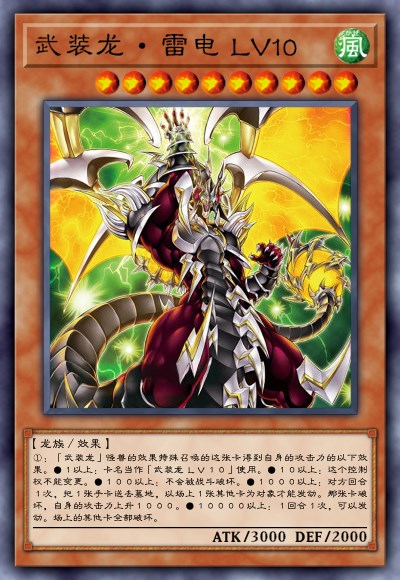 武装龙·雷电 LV10
風
【龙族／效果】
①：「武装龙」怪兽的效果特殊召唤的这张卡得到自身的攻击力的以下效
果。●1以上：卡名当作「武装龙 LV10」使用。●10以上：这个控制
权不能变更。●100以上：不会被战斗破坏。●1000以上：对方回合
1次，把1张手卡送去墓地，以场上1张其他卡为对象才能发动。那张卡破
坏，自身的攻击力上升1000。●10000以上：1回合1次，可以发
动。场上的其他卡全部破坏。
ATK/3000 DEF/2000